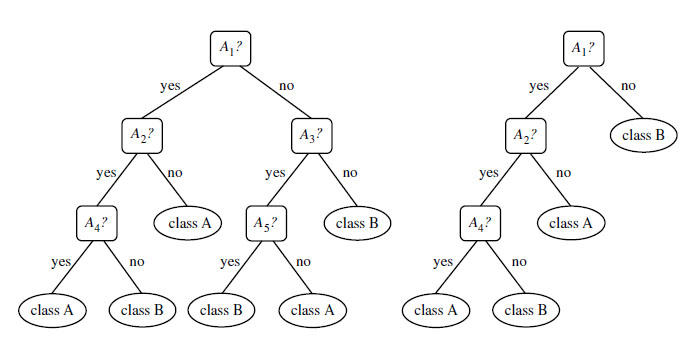 A1? A1?
yes no yes no
A2? A3? A2? class B
yes no yes no yes no
A4? class A A5? class B A4? class A
yes no yes no yes no
class A class B class B class A class A class B